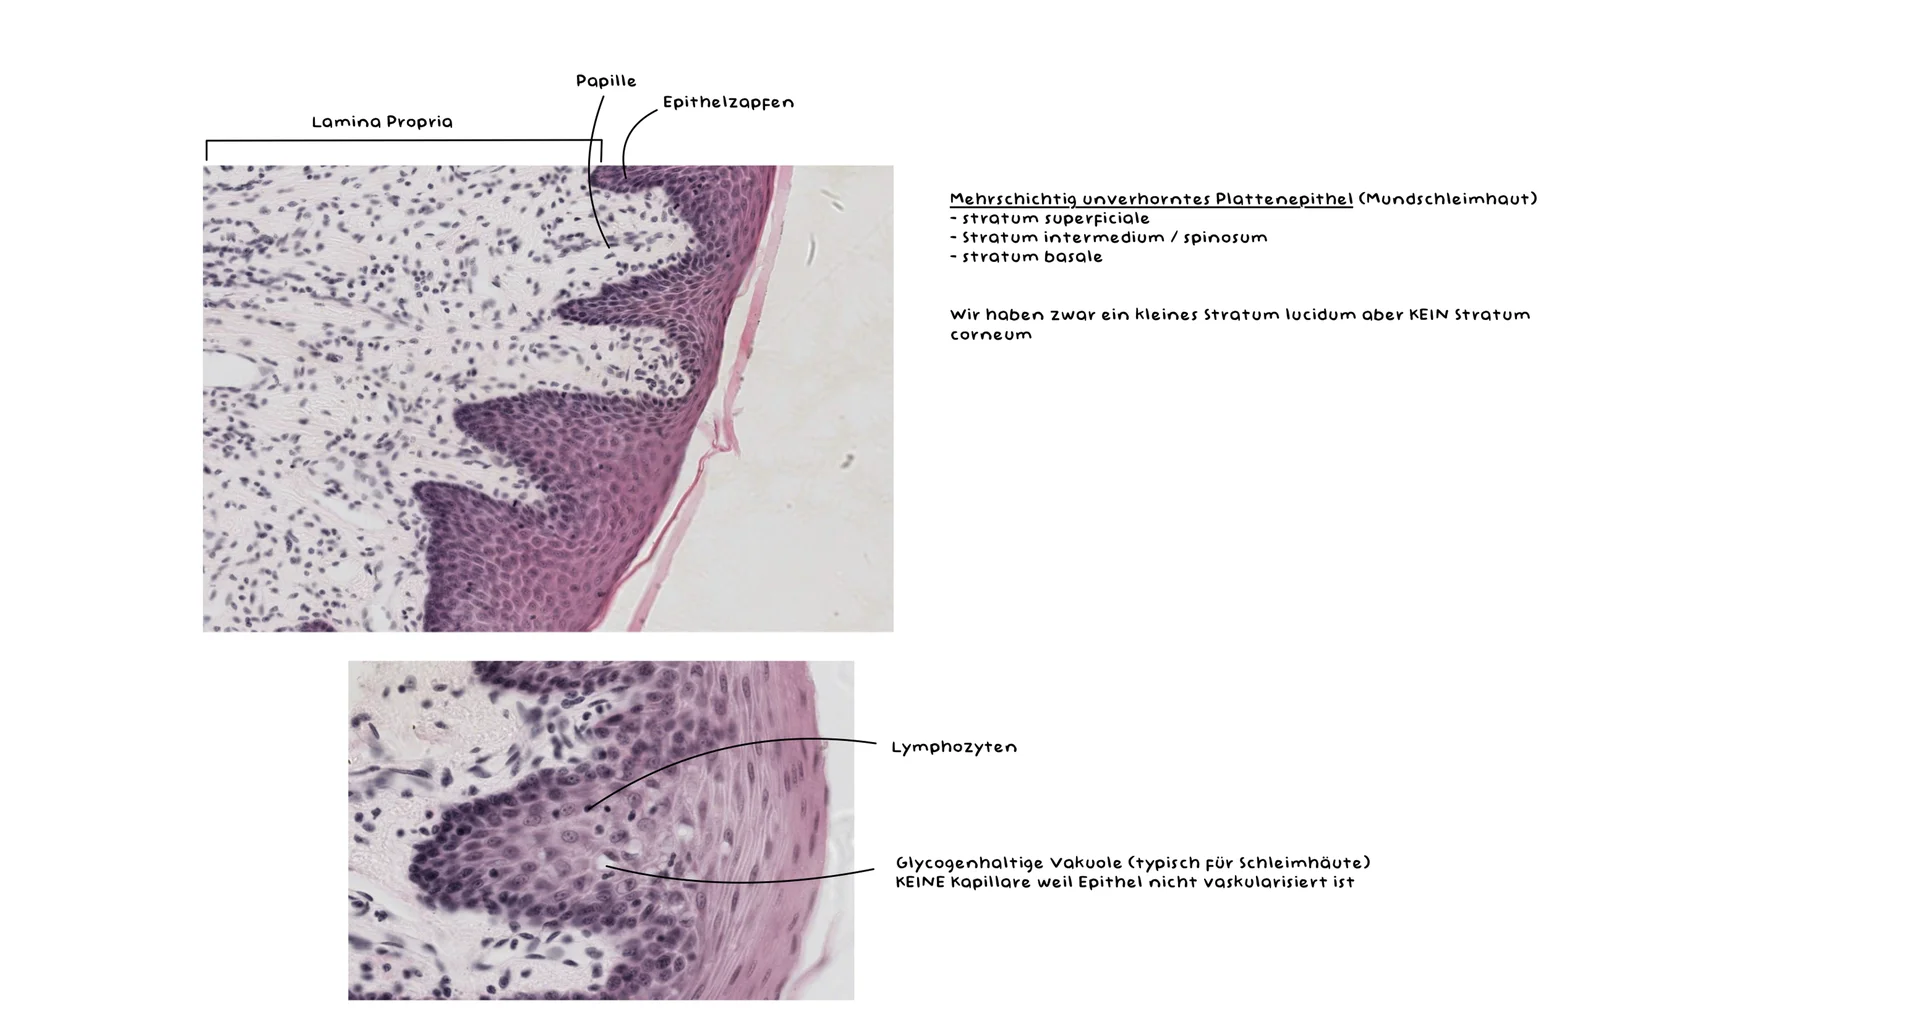 Papille
Epithelzapfen
Lamina Propria
Mehrschichtig unverhorntes Plattenepithel (Mundschleimhaut)
- stratum superficiale
- Stratum intermedium / spinosum
- stratum basale
Wir haben zwar ein kleines Stratum lucidum aber KEIN Stratum
corneum
Lymphozyten
Glycogenhaltige Vakuole (typisch für Schleimhäute)
KEINE Kapillare weil Epithel nicht vaskularisiert ist